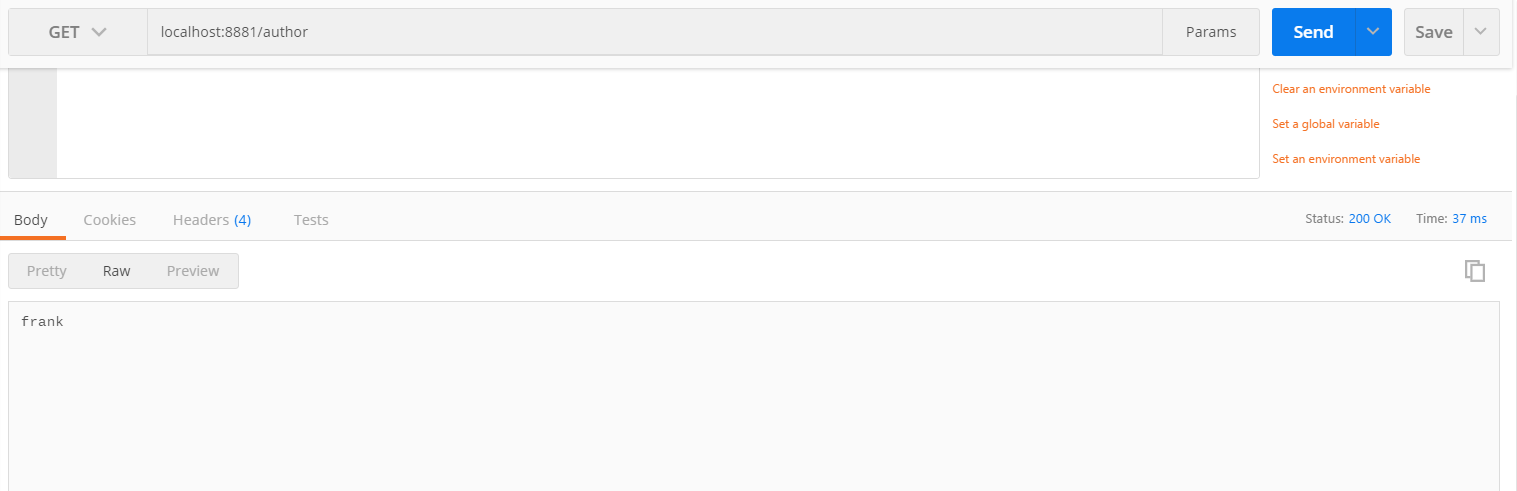 GET localhost:8881/author Params Send Save
Clear an environment variable
Set a global variable
Set an environment variable
Body Cookies Headers (4) Tests Status: 200 OK Time: 37 ms
Pretty Raw Preview
frank